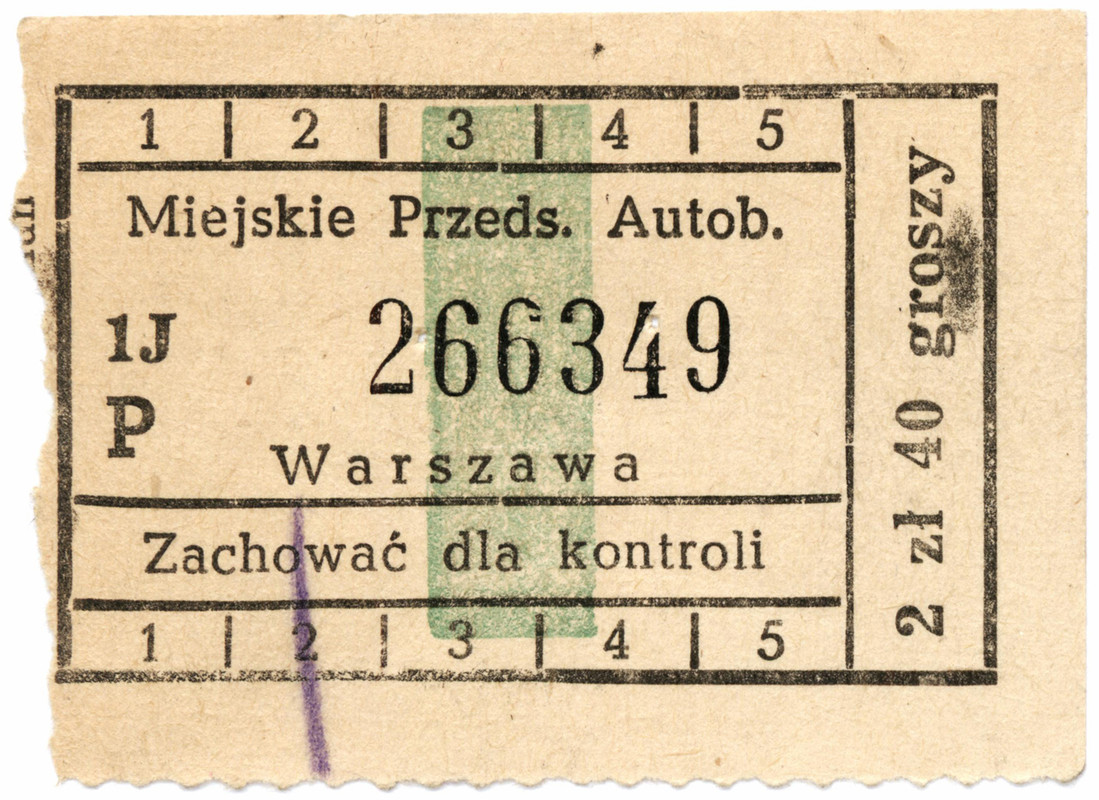 1 2 3 4 5
Miejskie Przeds. Autob.
1J
266349
P
Warszawa
Zachować dla kontroli
1 2 3 4 5
2 zł 40 groszy